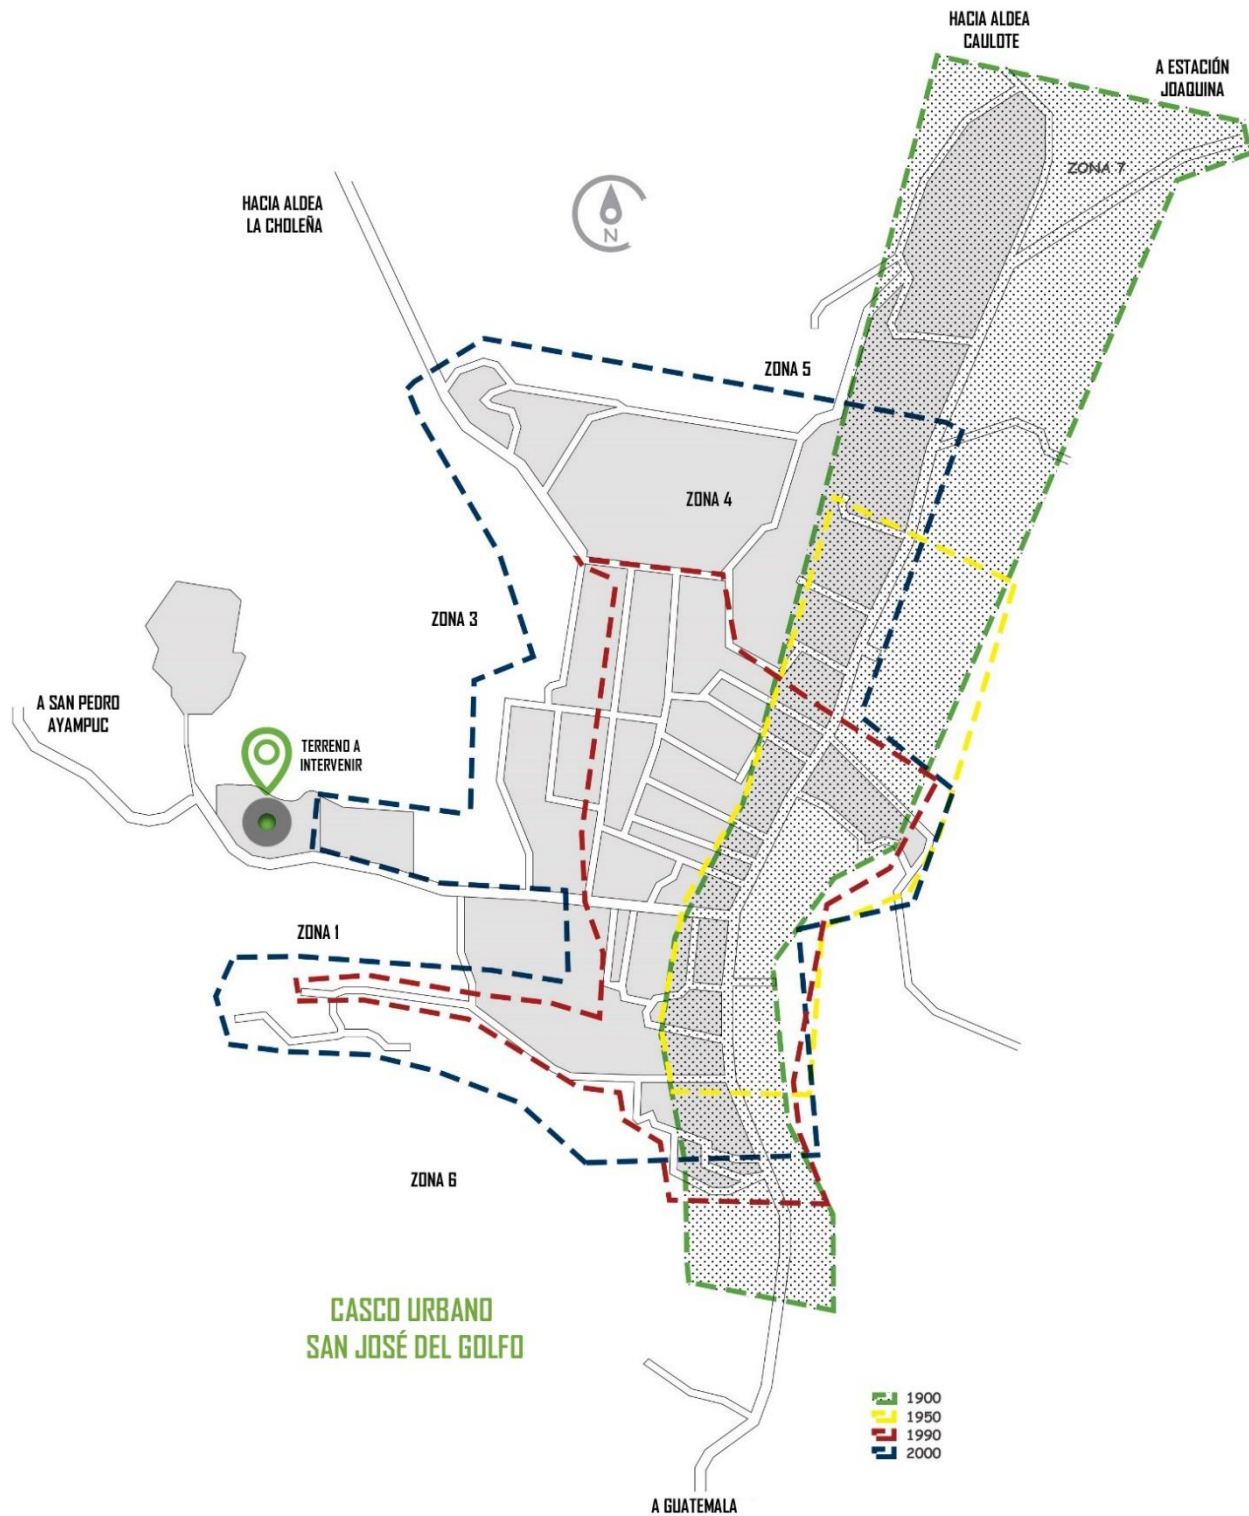 HACIA ALDEA
CAULOTE
A ESTACIÓN
JOAQUINA
ZONA 7
HACIA ALDEA
LA CHOLEÑA
N
ZONA 5
ZONA 4
ZONA 3
A SAN PEDRO
AYAMPUC
TERRENO A
INTERVENIR
ZONA 1
ZONA 6
CASCO URBANO
SAN JOSÉ DEL GOLFO
1900
1950
1990
2000
A GUATEMALA